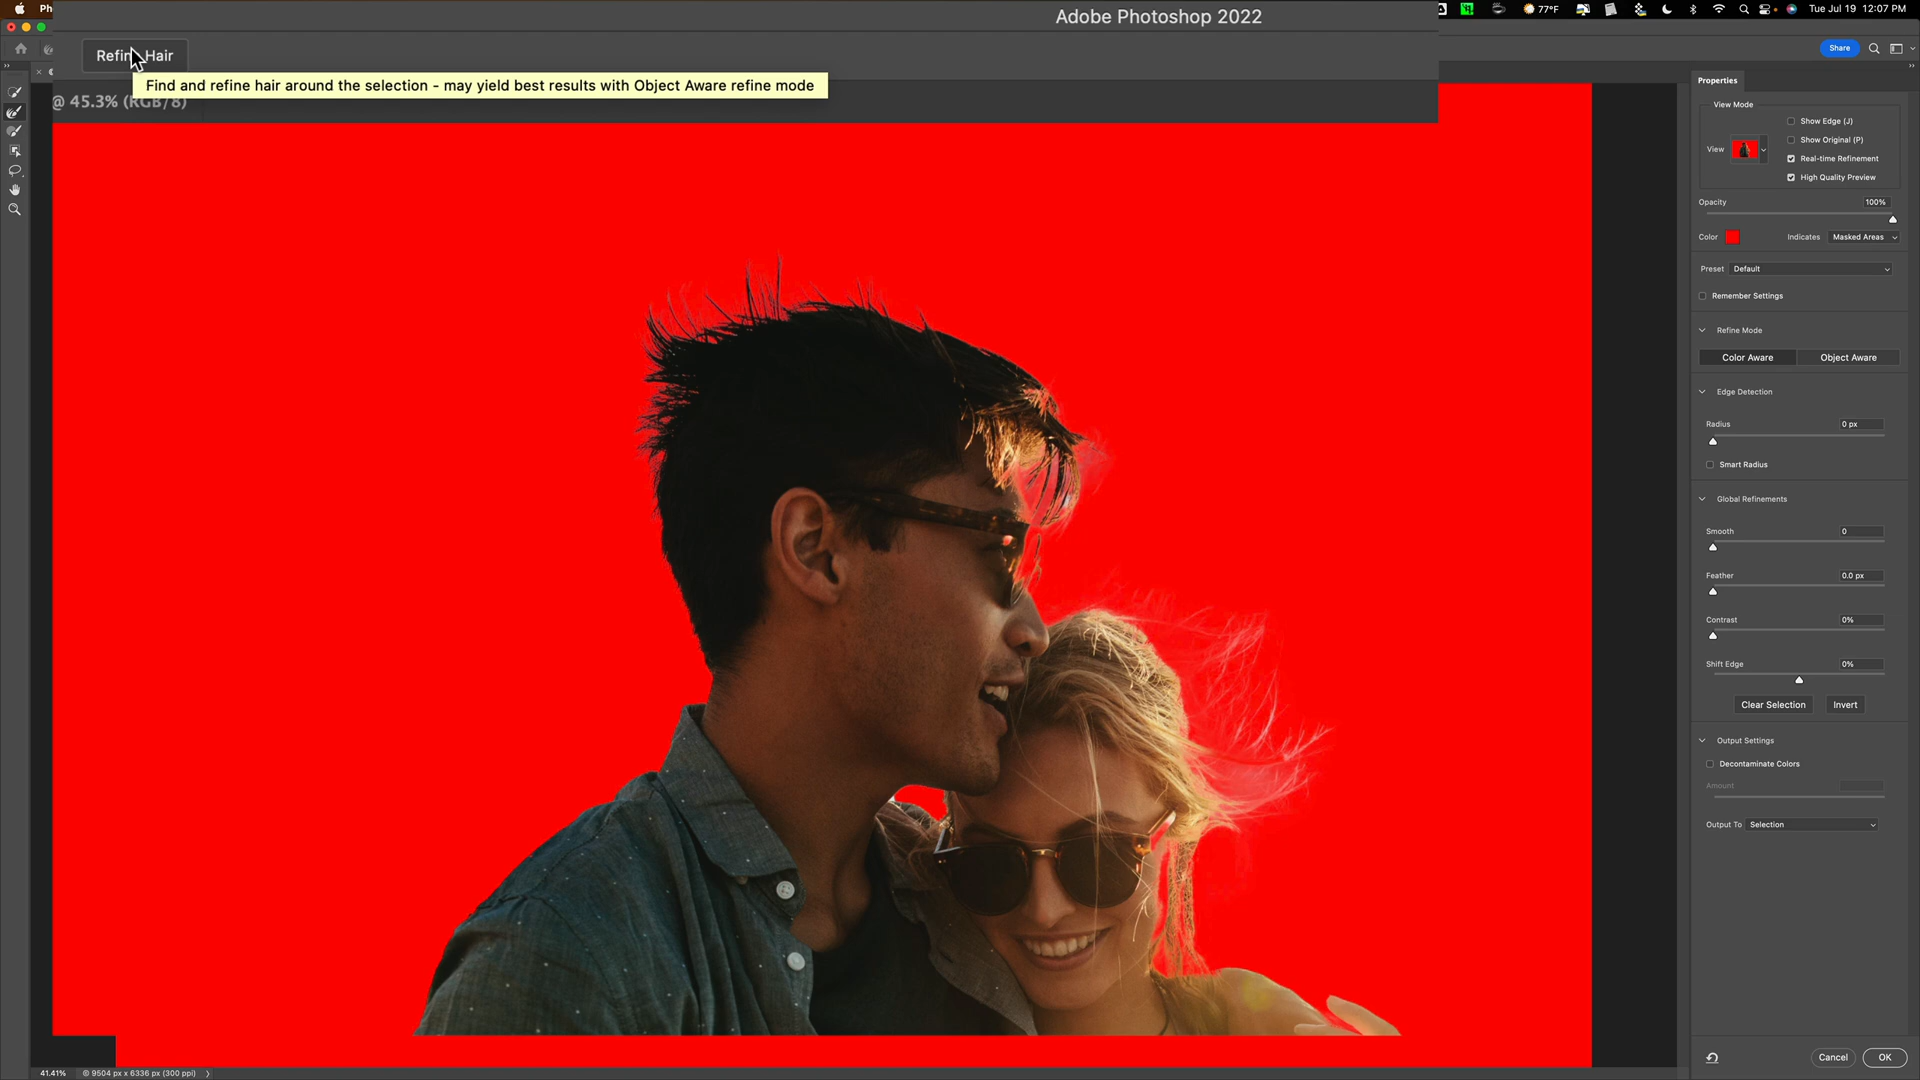 Ph
Adobe Photoshop 2022
77°F
Tue Jul 19 12:07 PM
Refine Hair
Find and refine hair around the selection - may yield best results with Object Aware refine mode
@ 45.3% (RGB/8)
Share
Properties
View Mode
Show Edge (J)
Show Original (P)
View
Real-time Refinement
High Quality Preview
Opacity
100%
Color
Indicates
Masked Areas
Preset
Default
Remember Settings
Refine Mode
Color Aware
Object Aware
Edge Detection
Radius
0 px
Smart Radius
Global Refinements
Smooth
0
Feather
0.0 px
Contrast
0%
Shift Edge
0%
Clear Selection
Invert
Output Settings
Decontaminate Colors
Amount
Output To
Selection
Cancel
OK
41.41%
9504 px x 6336 px (300 ppi)